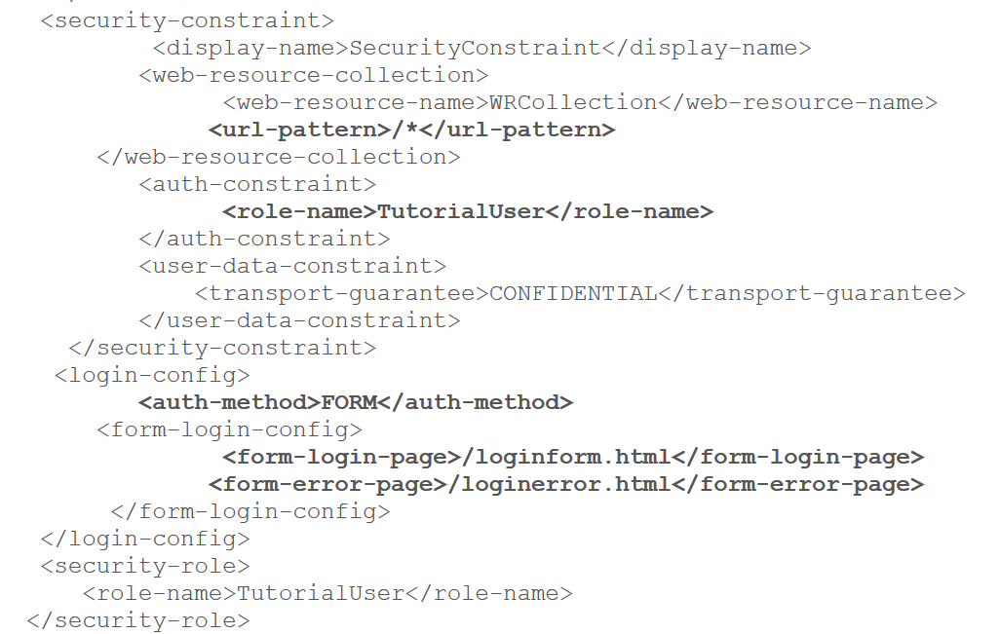 <security-constraint>
<display-name>SecurityConstraint</display-name>
<web-resource-collection>
<web-resource-name>WRCollection</web-resource-name>
<url-pattern>/*</url-pattern>
</web-resource-collection>
<auth-constraint>
<role-name>TutorialUser</role-name>
</auth-constraint>
<user-data-constraint>
<transport-guarantee>CONFIDENTIAL</transport-guarantee>
</user-data-constraint>
</security-constraint>
<login-config>
<auth-method>FORM</auth-method>
<form-login-config>
<form-login-page>/loginform.html</form-login-page>
<form-error-page>/loginerror.html</form-error-page>
</form-login-config>
</login-config>
<security-role>
<role-name>TutorialUser</role-name>
</security-role>